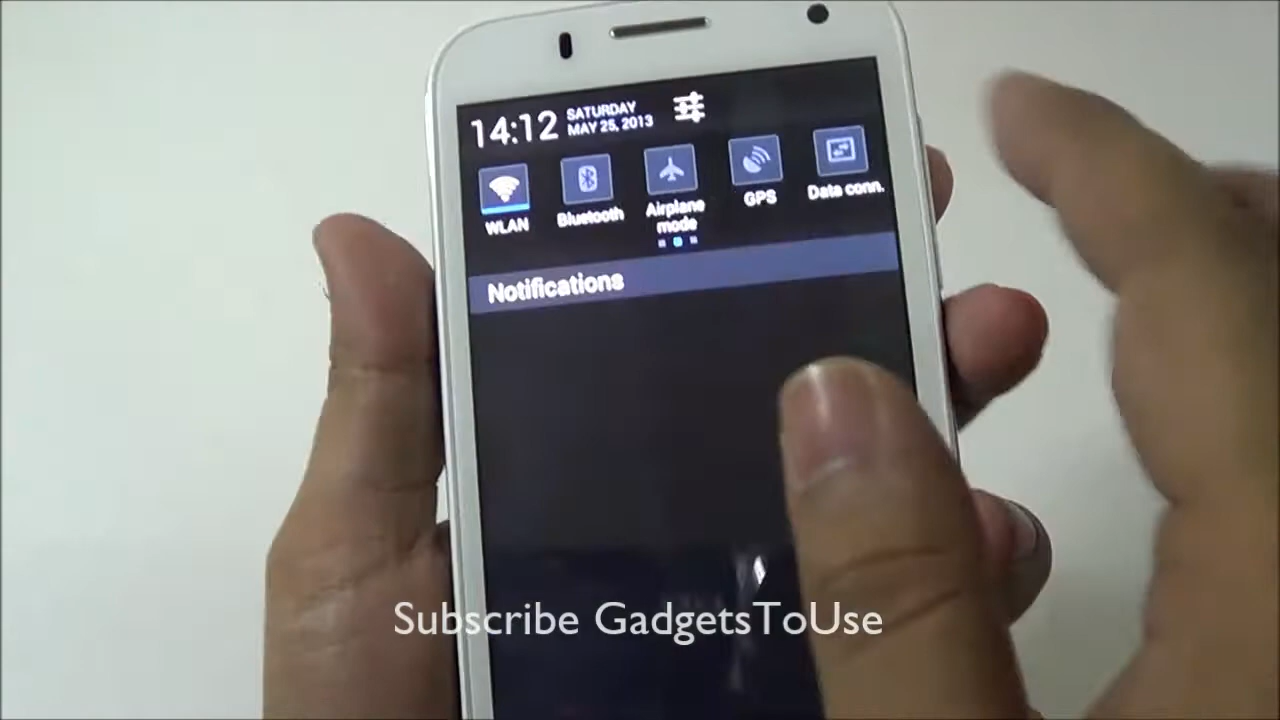 14:12
SATURDAY
MAY 25, 2013
WLAN
Bluetooth
Airplane
mode
GPS
Data conn.
Notifications
Subscribe GadgetsToUse